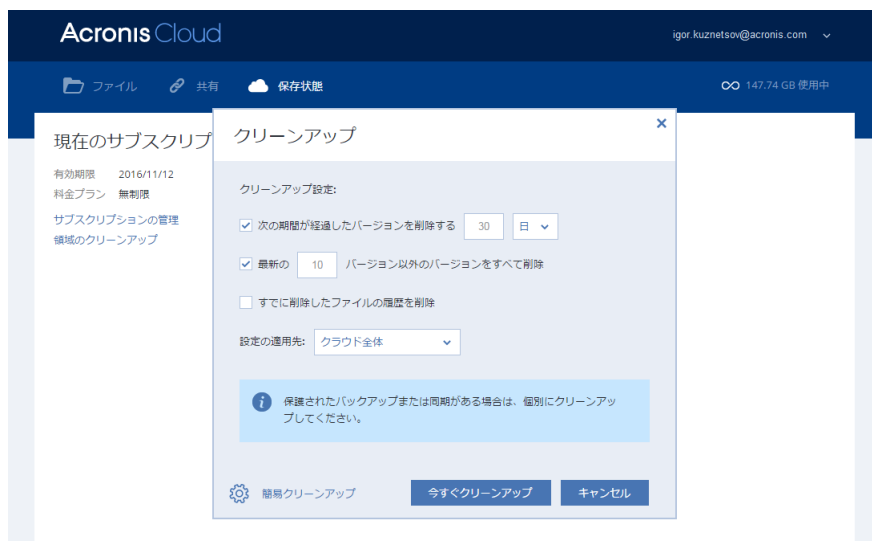 Acronis Cloud
igor.kuznetsov@acronis.com
ファイル 共有 保存状態 147.74 GB 使用中
現在のサブスクリプ
有効期限 2016/11/12
料金プラン 無制限
サブスクリプションの管理
領域のクリーンアップ
クリーンアップ
クリーンアップ設定:
次の期間が経過したバージョンを削除する 30 日
最新の 10 バージョン以外のバージョンをすべて削除
すでに削除したファイルの履歴を削除
設定の適用先: クラウド全体
保護されたバックアップまたは同期がある場合は、個別にクリーンアッ
プしてください。
簡易クリーンアップ 今すぐクリーンアップ キャンセル